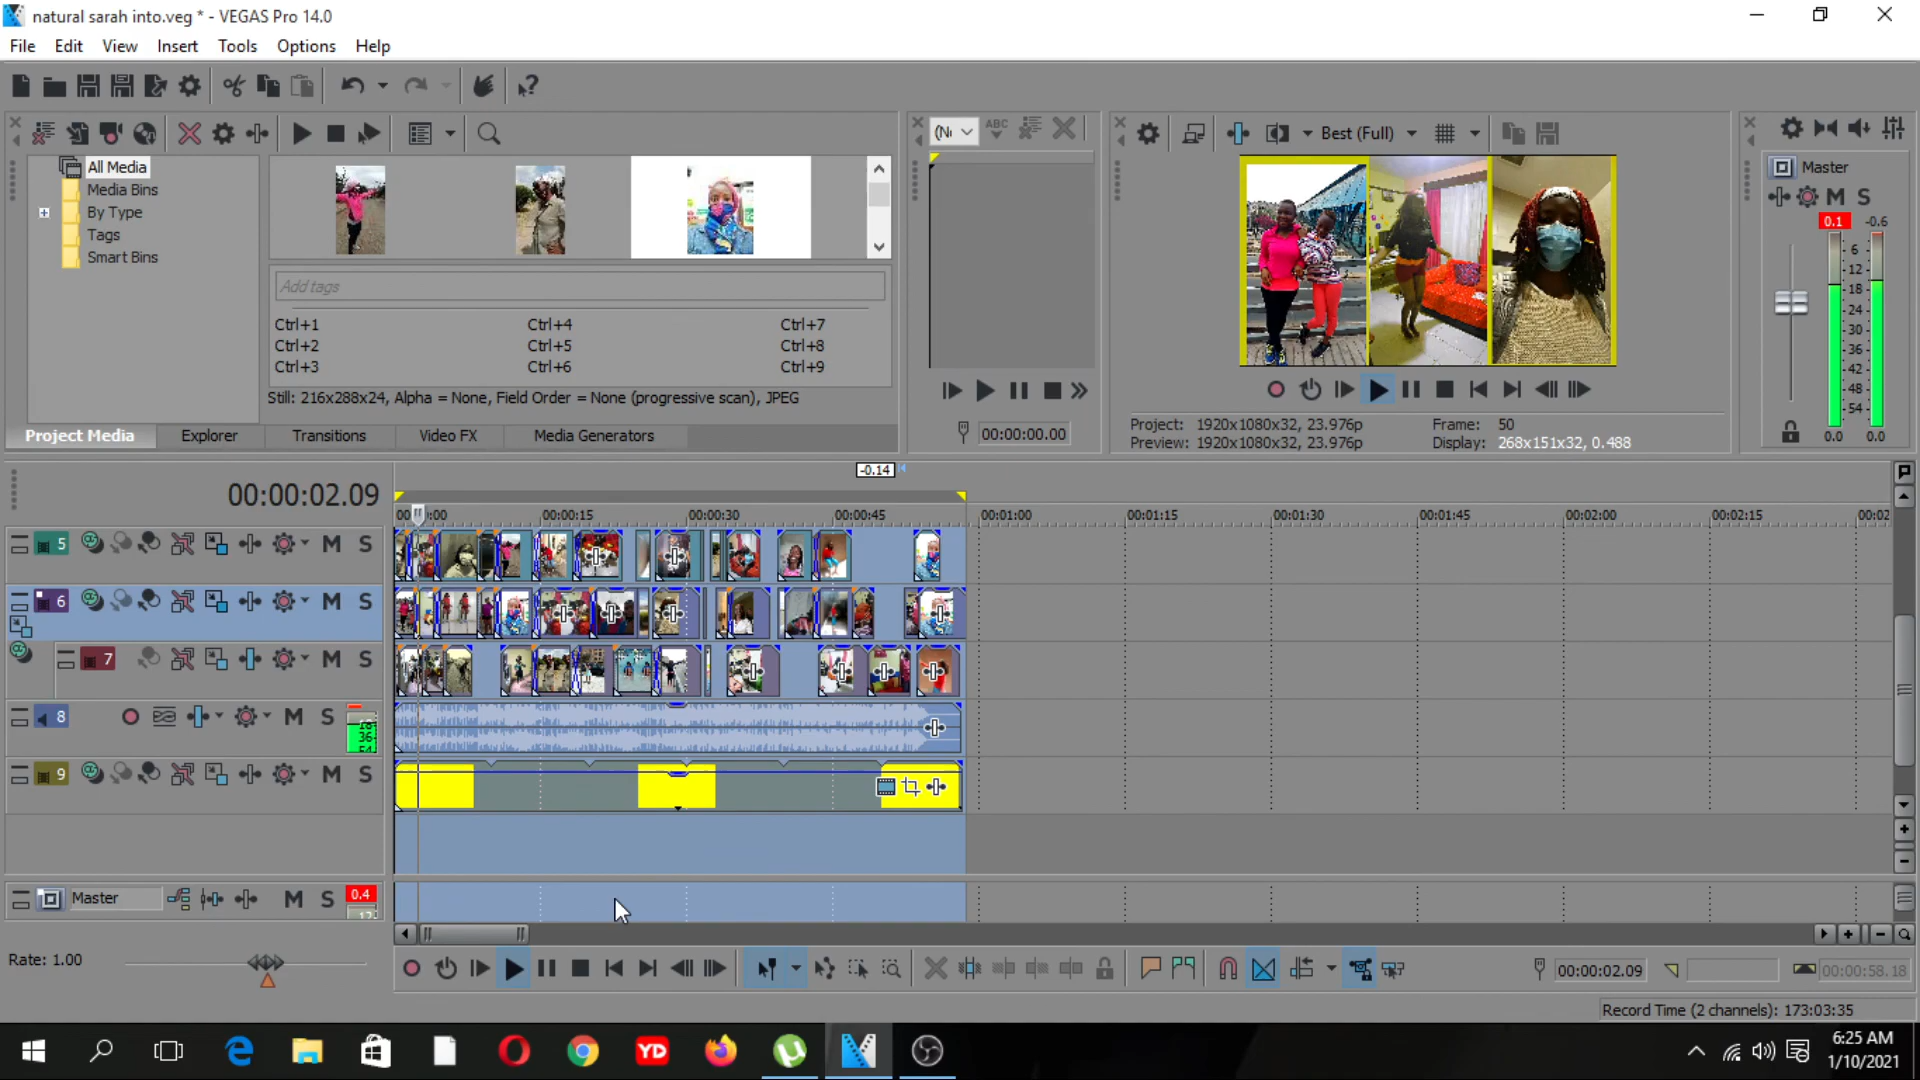 natural sarah into.veg * - VEGAS Pro 14.0
File Edit View Insert Tools Options Help
Best (Full)
All Media
Media Bins
By Type
Tags
Smart Bins
Add tags
Ctrl+1 Ctrl+4 Ctrl+7
Ctrl+2 Ctrl+5 Ctrl+8
Ctrl+3 Ctrl+6 Ctrl+9
Still: 216x288x24, Alpha = None, Field Order = None (progressive scan), JPEG
Project Media Explorer Transitions Video FX Media Generators
00:00:00.00
Project: 1920x1080x32, 23.976p Frame: 50
Preview: 1920x1080x32, 23.976p Display: 268x151x32, 0.488
Master
M S
0.1 -0.6
6
12
18
24
30
36
42
48
54
0.0 0.0
-0.14
00:00:02.09
00:00:15 00:00:30 00:00:45 00:01:00 00:01:15 00:01:30 00:01:45 00:02:00 00:02:15
5 M S
6 M S
7 M S
8 M S
36
9 M S
Master M S 0.4
Rate: 1.00
00:00:02.09 00:00:58.18
Record Time (2 channels): 173:03:35
YD
6:25 AM
1/10/2021